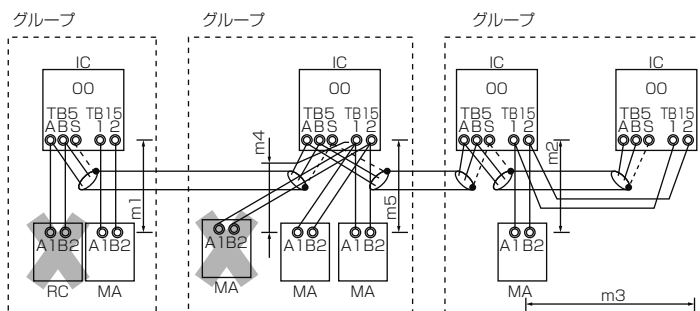 グループ
グループ
グループ
IC
IC
IC
IC
00
00
00
00
TB5
TB15
TB5
TB15
TB5
TB15
TB5
TB15
A B S
1 2
A B S
1 2
A B S
1 2
A B S
1 2
m1
m4
m5
m2
A1 B2
A1 B2
A1 B2
A1 B2
A1 B2
A1 B2
RC
MA
MA
MA
MA
MA
m3